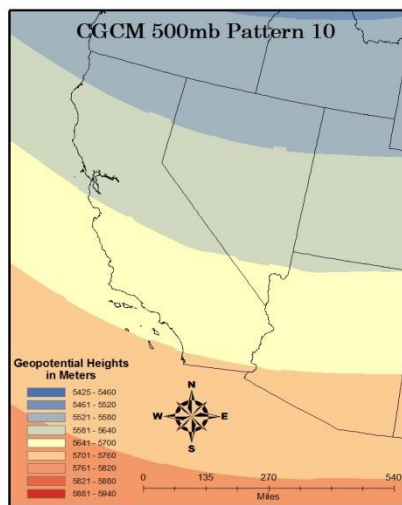 CGCM 500mb Pattern 10
Geopotential Heights
in Meters
5425 - 5460
5461 - 5520
5521 - 5580
5581 - 5640
5641 - 5700
5701 - 5760
5761 - 5820
5821 - 5880
5881 - 5940
N
W E
S
0 135 270 540
Miles